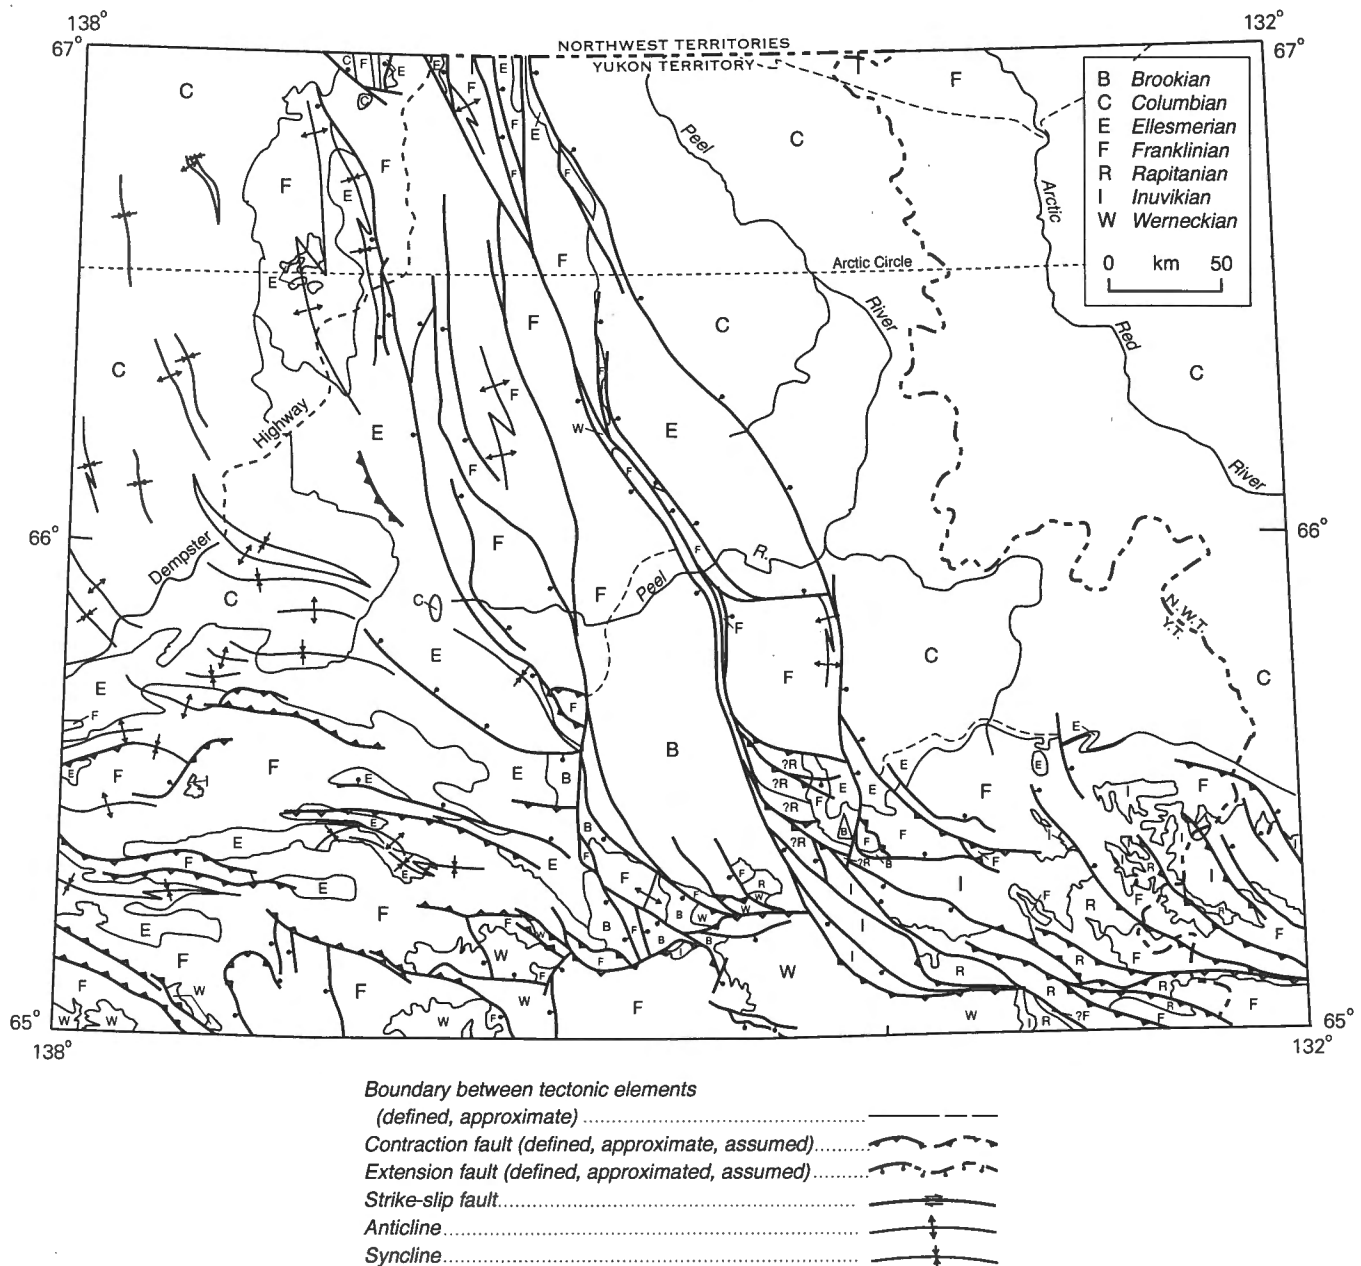 138°
132°
67°
67°
NORTHWEST TERRITORIES
YUKON TERRITORY
B Brookian
C Columbian
E Ellesmerian
F Franklinian
R Rapitanian
I Inuvikian
W Werneckian
0 km 50
C
C F E
E
F
E
F
E
F
C
F
C
Peel
Arctic
F
F
E
F
F
Arctic Circle
E
F
C
River
Red
C
C
F
F
Highway
E
W
E
F
F
River
66°
66°
F
F
R.
Dempster
C
C
F
Peel
F
N.W.T.
Y.T.
E
F
C
C
E
F
F
E
F
F
E
B
B
E
?R
E
E
F
I
F
E
?R
F
E
B
F
F
E
E
B
F
?R
?R
B
F
I
I
R
I
F
E
E
F
F
R
W
F
R
F
R
E
F
F
W
B
F
B
W
W
I
F
F
W
F
B
I
B
W
I
R
R
F
F
W
F
F
W
R
R
F
W
W
W
F
F
W
I
R
?F
F
R
65°
65°
138°
132°
Boundary between tectonic elements
(defined, approximate)
Contraction fault (defined, approximate, assumed)
Extension fault (defined, approximated, assumed)
Strike-slip fault
Anticline
Syncline